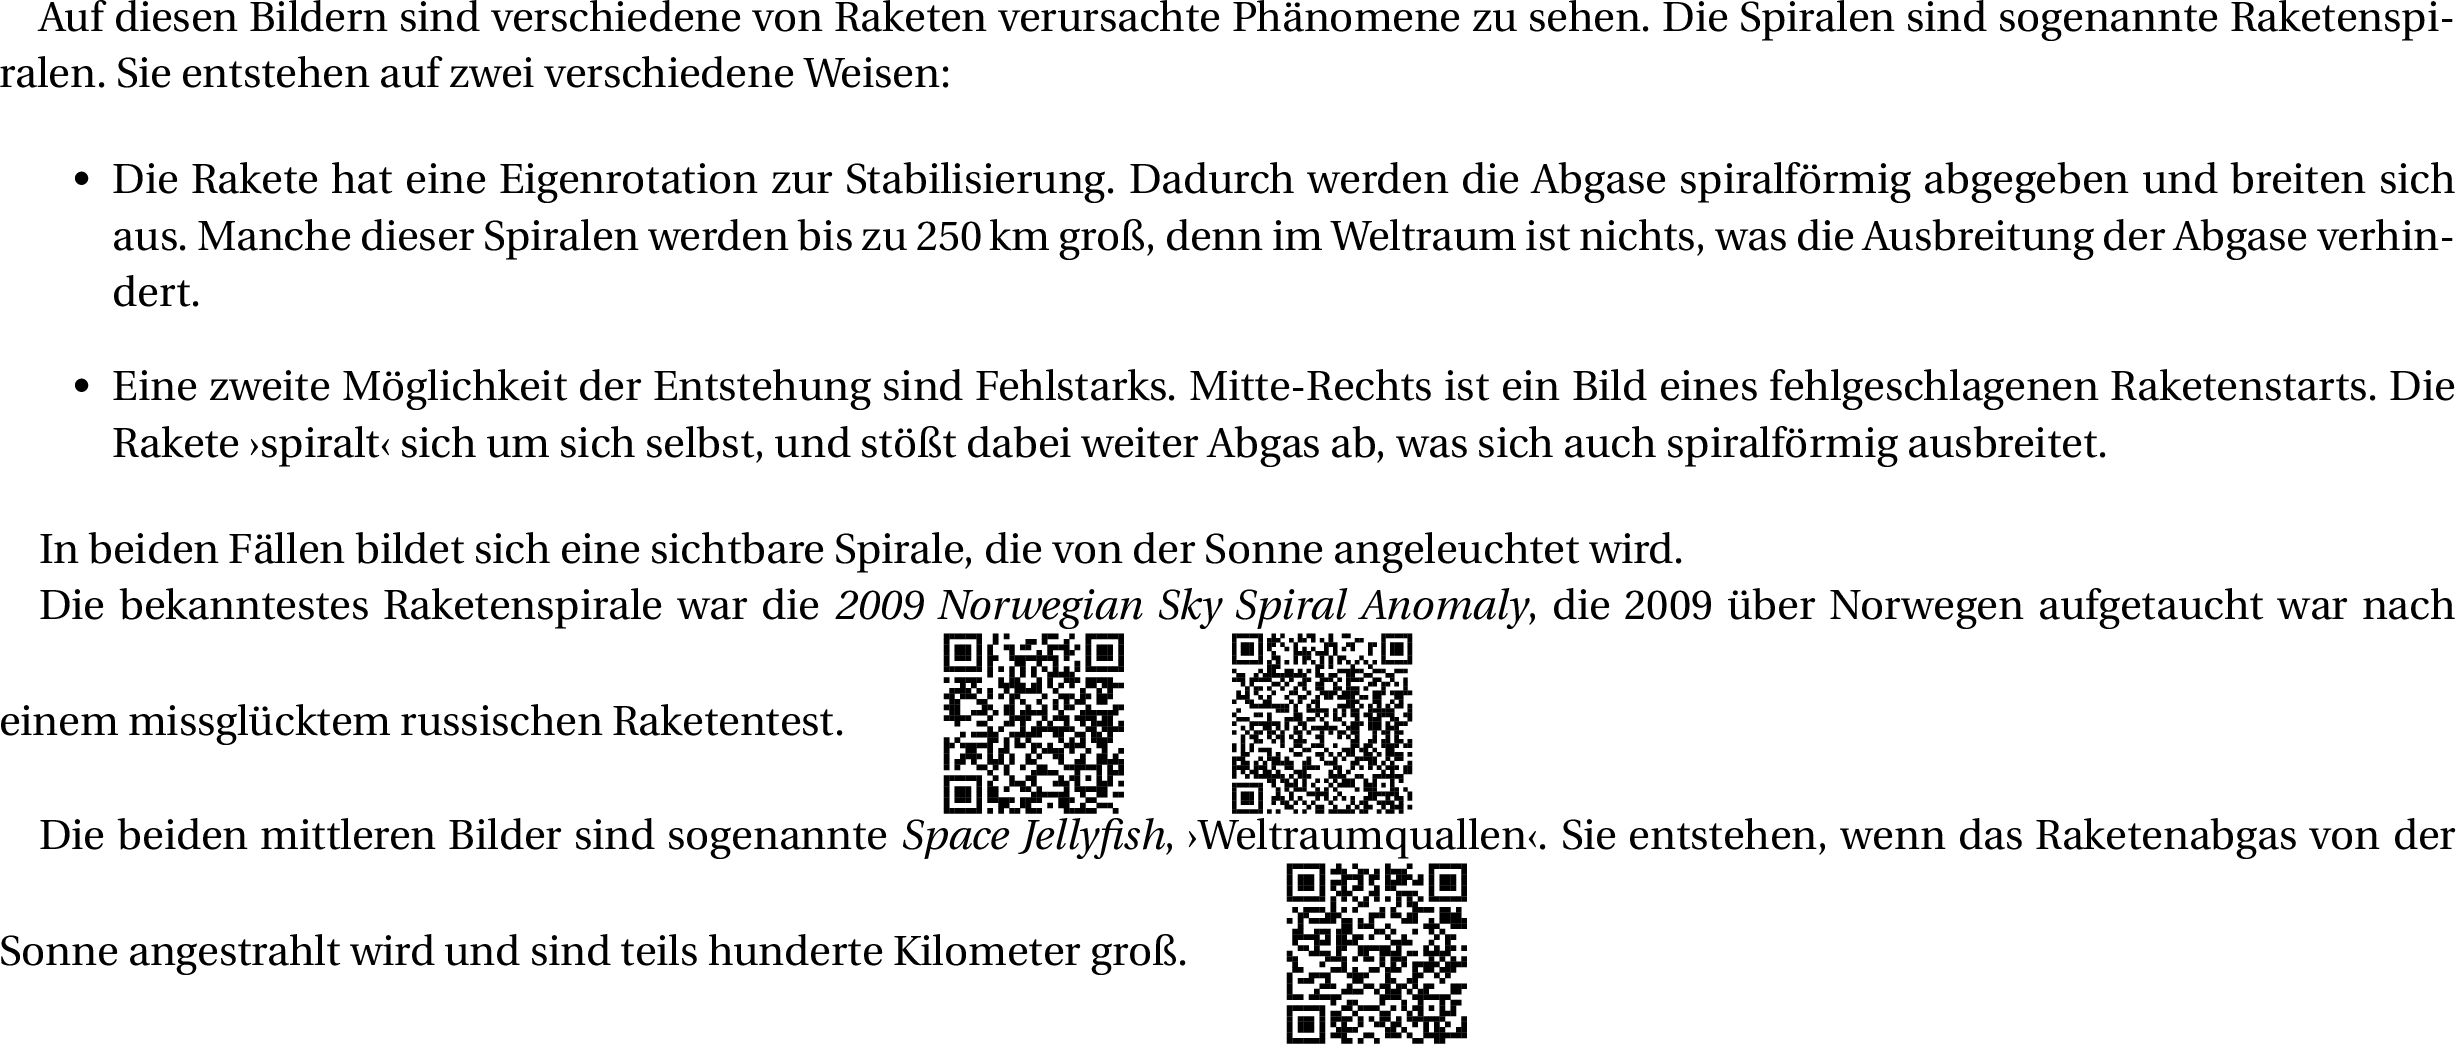 Auf diesen Bildern sind verschiedene von Raketen verursachte Phänomene zu sehen. Die Spiralen sind sogenannte Raketenspi-
ralen. Sie entstehen auf zwei verschiedene Weisen:
• Die Rakete hat eine Eigenrotation zur Stabilisierung. Dadurch werden die Abgase spiralförmig abgegeben und breiten sich
aus. Manche dieser Spiralen werden bis zu 250 km groß, denn im Weltraum ist nichts, was die Ausbreitung der Abgase verhin-
dert.
• Eine zweite Möglichkeit der Entstehung sind Fehlstarks. Mitte-Rechts ist ein Bild eines fehlgeschlagenen Raketenstarts. Die
Rakete ›spiralt‹ sich um sich selbst, und stößt dabei weiter Abgas ab, was sich auch spiralförmig ausbreitet.
In beiden Fällen bildet sich eine sichtbare Spirale, die von der Sonne angeleuchtet wird.
Die bekanntestes Raketenspirale war die 2009 Norwegian Sky Spiral Anomaly, die 2009 über Norwegen aufgetaucht war nach
einem missglücktem russischen Raketentest.
Die beiden mittleren Bilder sind sogenannte Space Jellyfish, ›Weltraumquallen‹. Sie entstehen, wenn das Raketenabgas von der
Sonne angestrahlt wird und sind teils hunderte Kilometer groß.